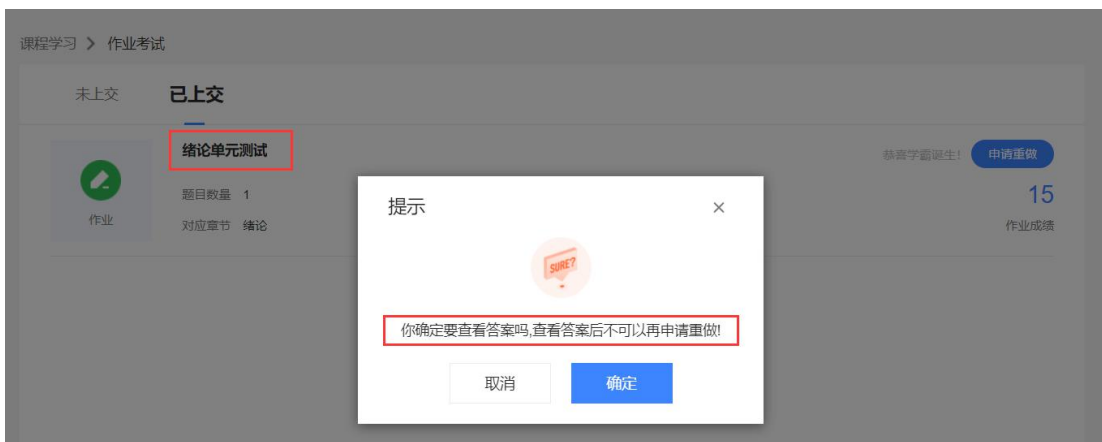 课程学习 > 作业考试
未上交 已上交
绪论单元测试
恭喜学霸诞生! 申请重做
题目数量 1
15
作业
对应章节 绪论
作业成绩
提示 ×
SURE?
你确定要查看答案吗,查看答案后不可以再申请重做!
取消 确定